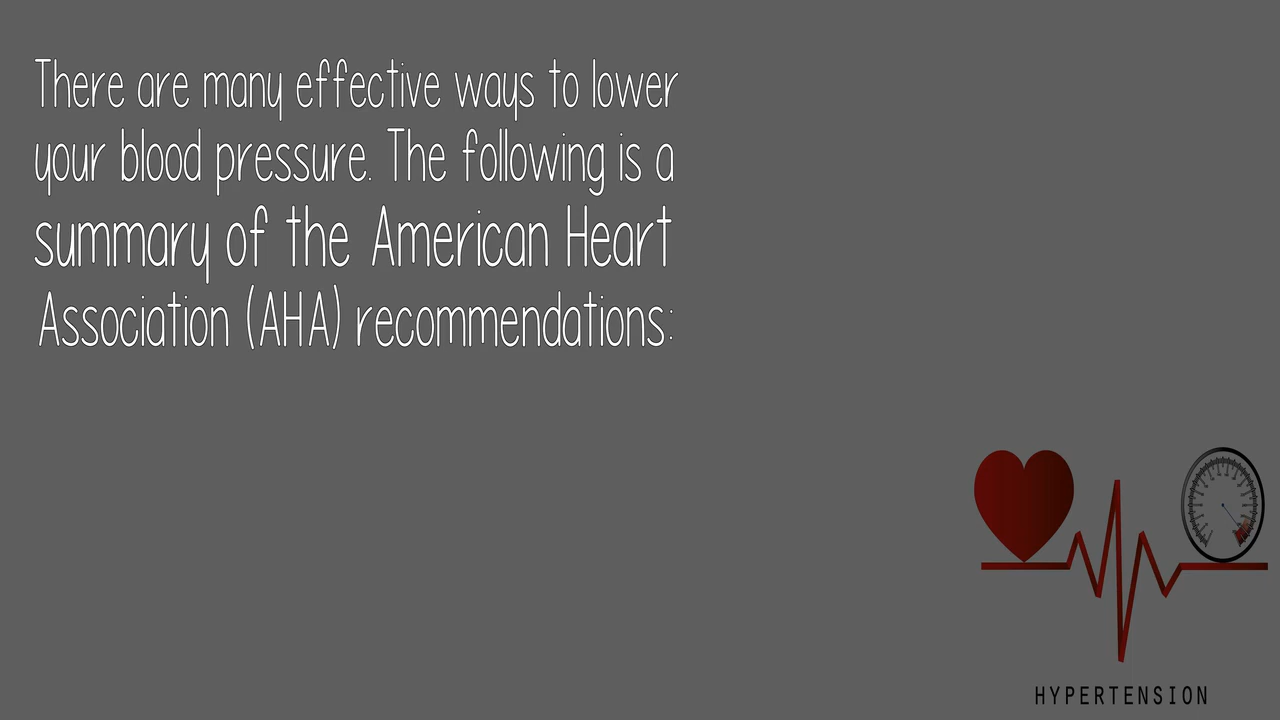 There are many effective ways to lower
your blood pressure. The following is a
summary of the American Heart
Association (AHA) recommendations:
HYPERTENSION